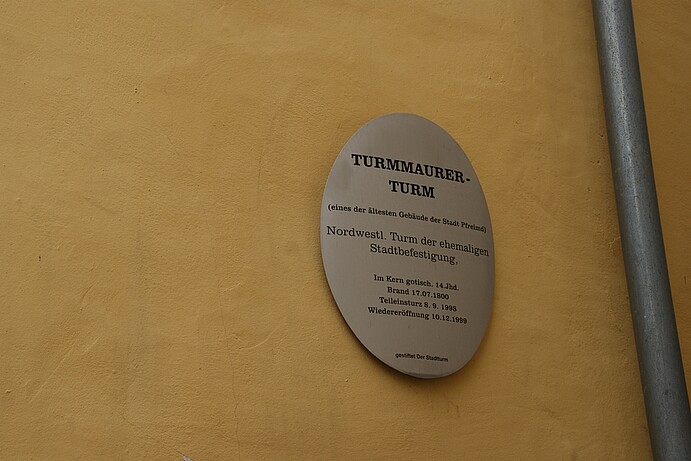 TURMMAURER-
TURM
(eines der ältesten Gebäude der Stadt Pfreimd)
Nordwestl. Turm der ehemaligen
Stadtbefestigung,
Im Kern gotisch. 14.Jhd.
Brand 17.07.1800
Teileinsturz 8. 9. 1998
Wiedereröffnung 10.12.1999
gestiftet Der Stadtturm